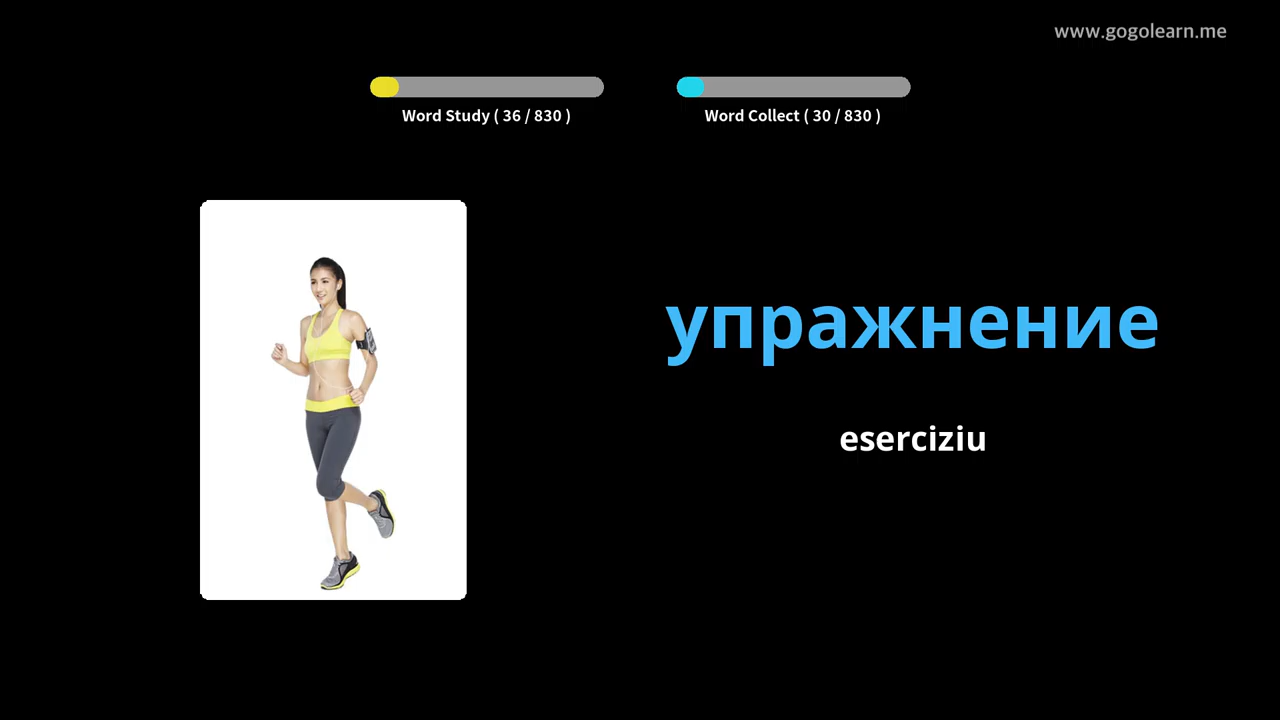 www.gogolearn.me
Word Study ( 36 / 830 )
Word Collect ( 30 / 830 )
упражнение
eserciziu